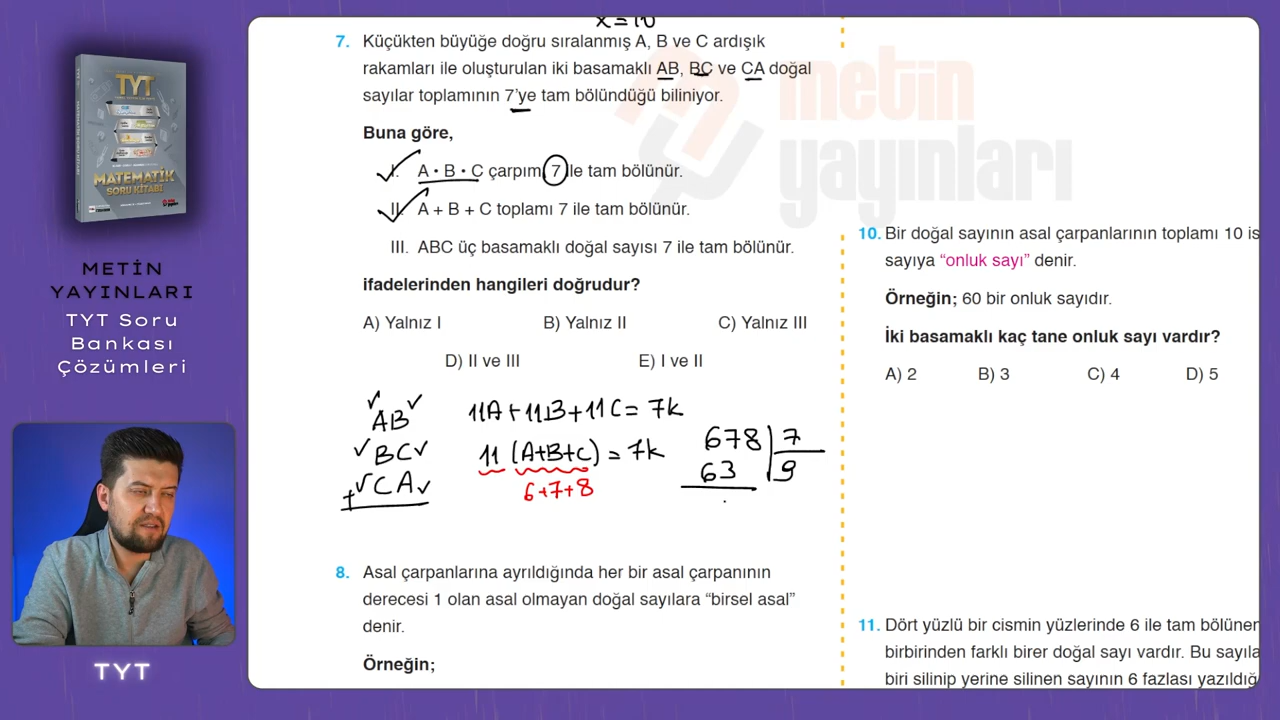 x = 10
7. Küçükten büyüğe doğru sıralanmış A, B ve C ardışık
rakamları ile oluşturulan iki basamaklı AB, BC ve CA doğal
sayılar toplamının 7'ye tam bölündüğü biliniyor.
Buna göre,
I. A • B • C çarpım 7 ile tam bölünür.
II. A + B + C toplamı 7 ile tam bölünür.
III. ABC üç basamaklı doğal sayısı 7 ile tam bölünür.
ifadelerinden hangileri doğrudur?
A) Yalnız I B) Yalnız II C) Yalnız III
D) II ve III E) I ve II
AB
BC
+CA
11A+11B+11C = 7k
11 (A+B+C) = 7k
6+7+8
678 7
63 9
8. Asal çarpanlarına ayrıldığında her bir asal çarpanının
derecesi 1 olan asal olmayan doğal sayılara “birsel asal”
denir.
Örneğin;
10. Bir doğal sayının asal çarpanlarının toplamı 10 is
sayıya “onluk sayı” denir.
Örneğin; 60 bir onluk sayıdır.
İki basamaklı kaç tane onluk sayı vardır?
A) 2 B) 3 C) 4 D) 5
11. Dört yüzlü bir cismin yüzlerinde 6 ile tam bölünen
birbirinden farklı birer doğal sayı vardır. Bu sayıla
biri silinip yerine silinen sayının 6 fazlası yazıldığ
metin
yayınları
TYT
MATEMATİK
SORU KİTABI
METİN
YAYINLARI
TYT Soru
Bankası
Çözümleri
TYT